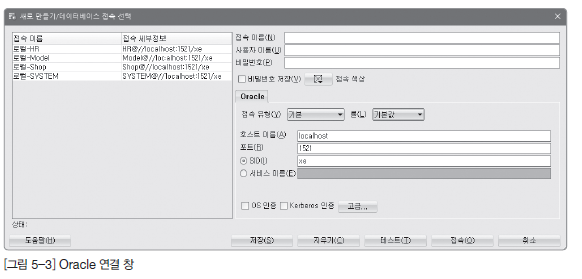 새로 만들기/데이터베이스 접속 선택
접속 이름 접속 세부정보
로컬-HR HR@//localhost:1521/xe
로컬-Model Model@//localhost:1521/xe
로컬-Shop Shop@//localhost:1521/xe
로컬-SYSTEM SYSTEM@//localhost:1521/xe
접속 이름(N)
사용자 이름(U)
비밀번호(P)
비밀번호 저장(V) 접속 색상
Oracle
접속 유형(Y) 기본 롤(L) 기본값
호스트 이름(A) localhost
포트(R) 1521
SID(I) xe
서비스 이름(E)
OS 인증 Kerberos 인증 고급...
상태:
도움말(H) 저장(S) 지우기(C) 테스트(T) 접속(O) 취소
[그림 5-3] Oracle 연결 창